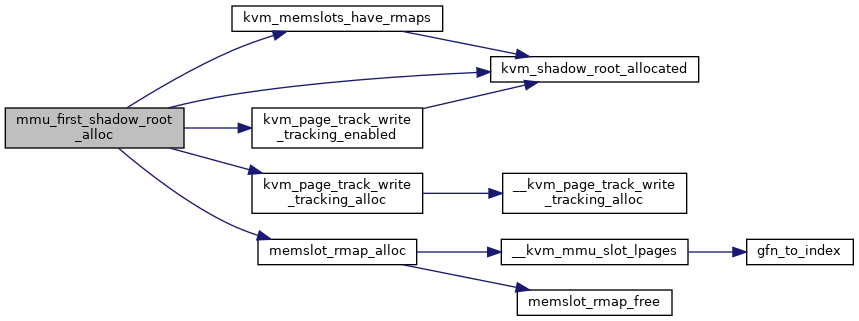 kvm_memslots_have_rmaps
kvm_shadow_root_allocated
mmu_first_shadow_root
_alloc
kvm_page_track_write
_tracking_enabled
kvm_page_track_write
_tracking_alloc
__kvm_page_track_write
_tracking_alloc
memslot_rmap_alloc
__kvm_mmu_slot_lpages
gfn_to_index
memslot_rmap_free